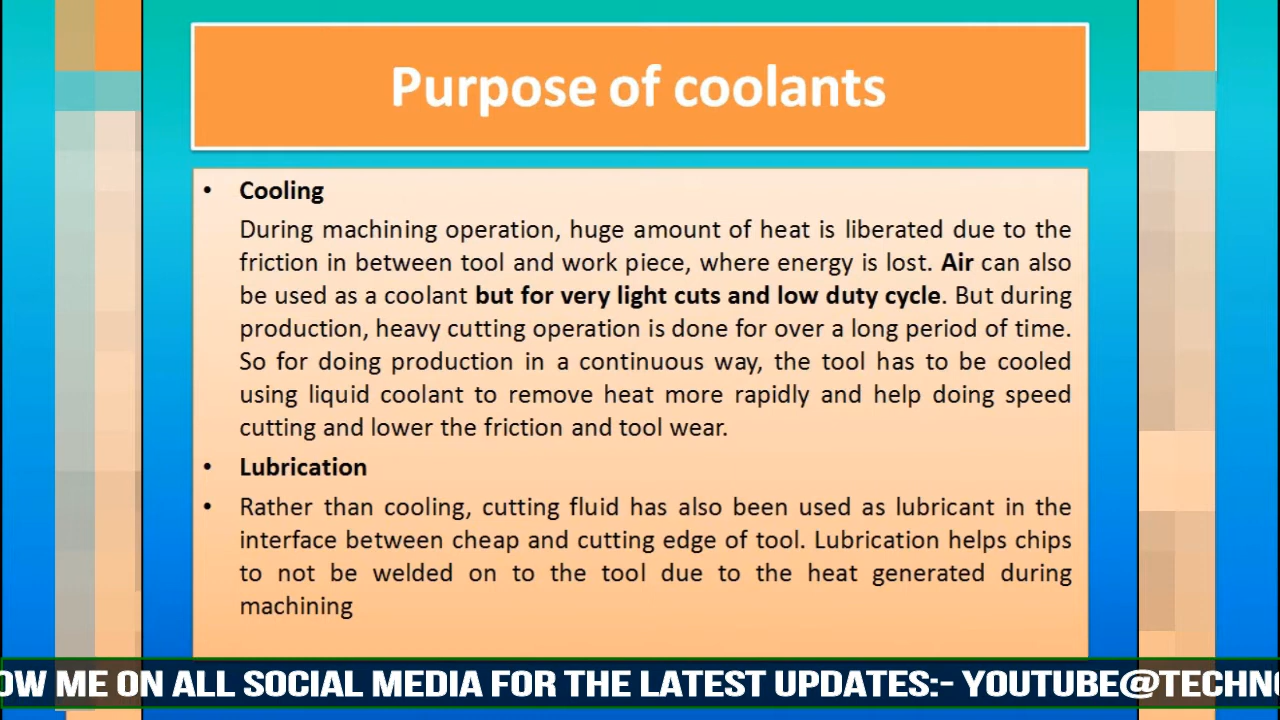 Purpose of coolants
• Cooling
During machining operation, huge amount of heat is liberated due to the
friction in between tool and work piece, where energy is lost. Air can also
be used as a coolant but for very light cuts and low duty cycle. But during
production, heavy cutting operation is done for over a long period of time.
So for doing production in a continuous way, the tool has to be cooled
using liquid coolant to remove heat more rapidly and help doing speed
cutting and lower the friction and tool wear.
• Lubrication
• Rather than cooling, cutting fluid has also been used as lubricant in the
interface between cheap and cutting edge of tool. Lubrication helps chips
to not be welded on to the tool due to the heat generated during
machining
OW ME ON ALL SOCIAL MEDIA FOR THE LATEST UPDATES:- YOUTUBE@TECHNO